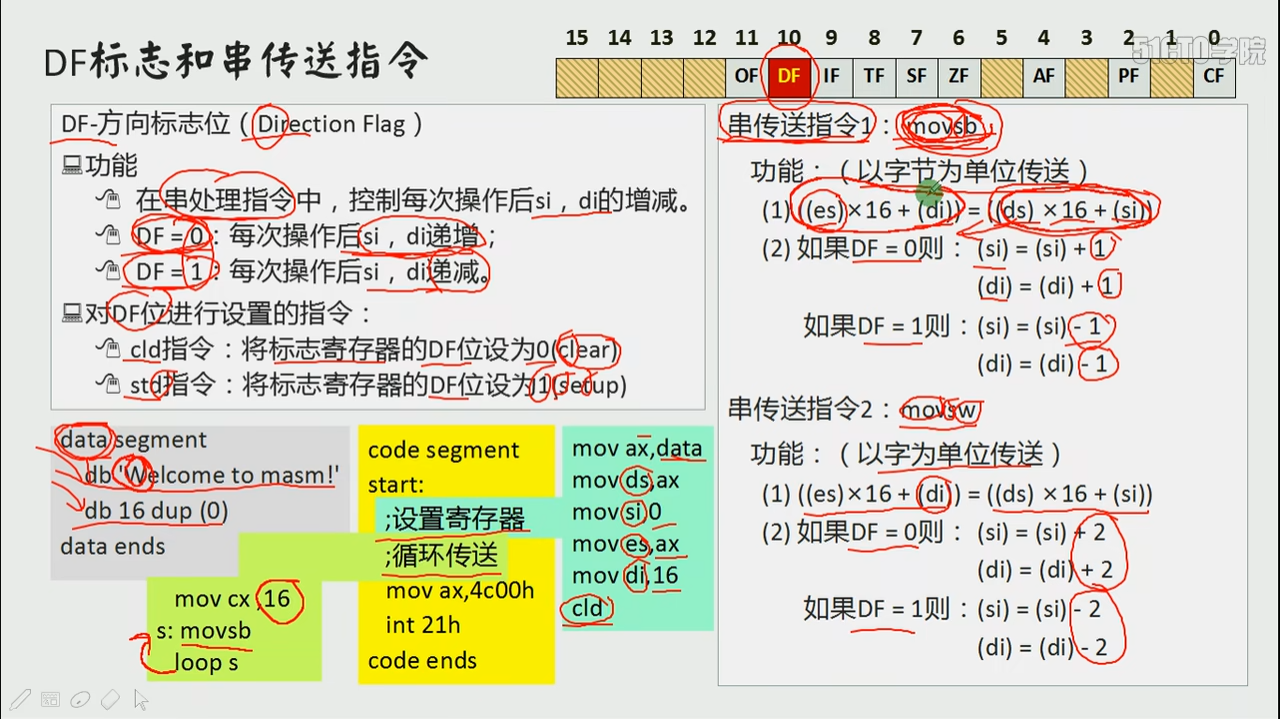 DF标志和串传送指令
15 14 13 12 11 10 9 8 7 6 5 4 3 2 1 0
OF DF IF TF SF ZF AF PF CF
51CTO学院
DF-方向标志位（Direction Flag）
功能
在串处理指令中，控制每次操作后si，di的增减。
DF = 0：每次操作后si，di递增；
DF = 1：每次操作后si，di递减。
对DF位进行设置的指令：
cld指令：将标志寄存器的DF位设为0(clear)
std指令：将标志寄存器的DF位设为1(setup)
串传送指令1：movsb
功能：（以字节为单位传送）
(1) ((es)×16 + (di)) = ((ds) ×16 + (si))
(2) 如果DF = 0则： (si) = (si) + 1
(di) = (di) + 1
如果DF = 1则：(si) = (si) - 1
(di) = (di) - 1
串传送指令2：movsw
功能：（以字为单位传送）
(1) ((es)×16 + (di)) = ((ds) ×16 + (si))
(2) 如果DF = 0则： (si) = (si) + 2
(di) = (di) + 2
如果DF = 1则：(si) = (si) - 2
(di) = (di) - 2
data segment
db 'Welcome to masm!'
db 16 dup (0)
data ends
code segment
start:
;设置寄存器
;循环传送
mov ax,4c00h
int 21h
code ends
mov ax,data
mov ds,ax
mov si,0
mov es,ax
mov di,16
cld
mov cx ,16
s: movsb
loop s